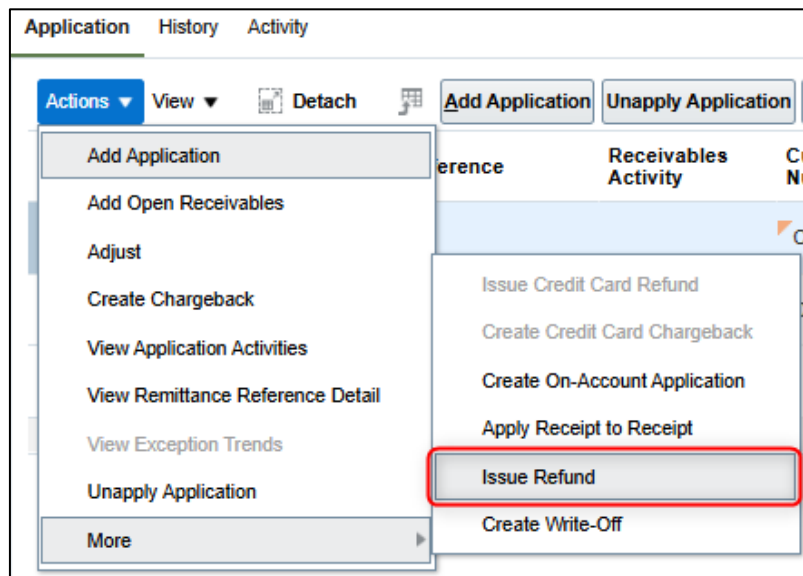 Application History Activity
Actions View Detach Add Application Unapply Application
Add Application
erence
Receivables Activity
Add Open Receivables
Adjust
Create Chargeback
View Application Activities
View Remittance Reference Detail
View Exception Trends
Unapply Application
More
Issue Credit Card Refund
Create Credit Card Chargeback
Create On-Account Application
Apply Receipt to Receipt
Issue Refund
Create Write-Off